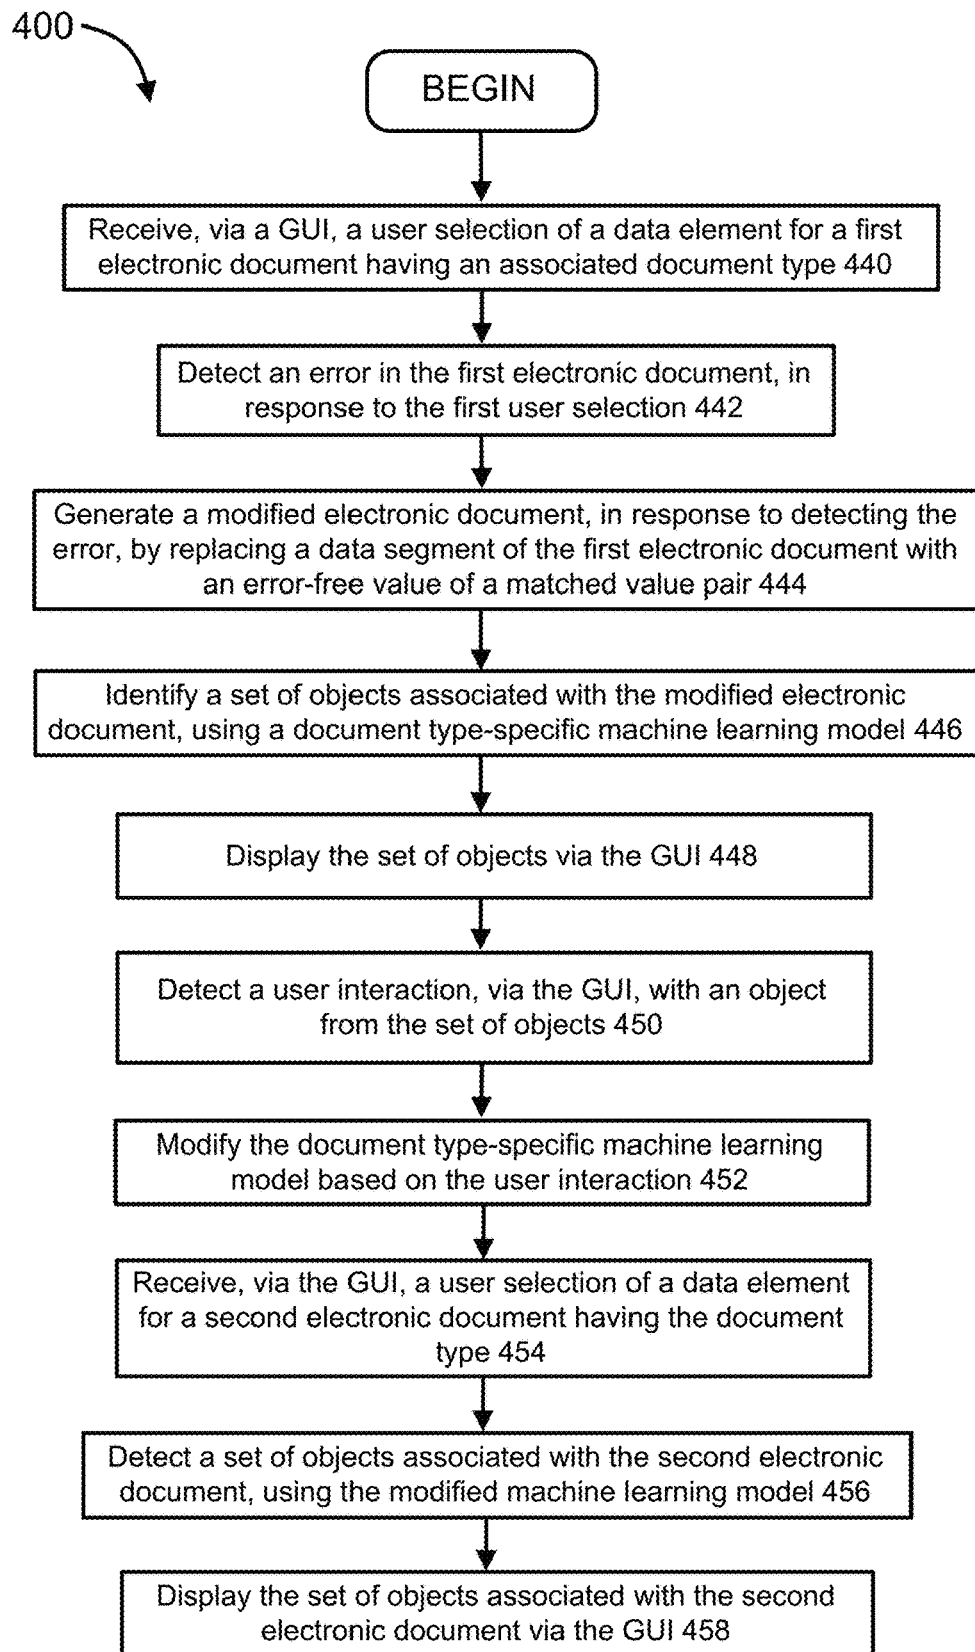 400
BEGIN
Receive, via a GUI, a user selection of a data element for a first
electronic document having an associated document type 440
Detect an error in the first electronic document, in
response to the first user selection 442
Generate a modified electronic document, in response to detecting the
error, by replacing a data segment of the first electronic document with
an error-free value of a matched value pair 444
Identify a set of objects associated with the modified electronic
document, using a document type-specific machine learning model 446
Display the set of objects via the GUI 448
Detect a user interaction, via the GUI, with an object
from the set of objects 450
Modify the document type-specific machine learning
model based on the user interaction 452
Receive, via the GUI, a user selection of a data element
for a second electronic document having the document
type 454
Detect a set of objects associated with the second electronic
document, using the modified machine learning model 456
Display the set of objects associated with the second
electronic document via the GUI 458